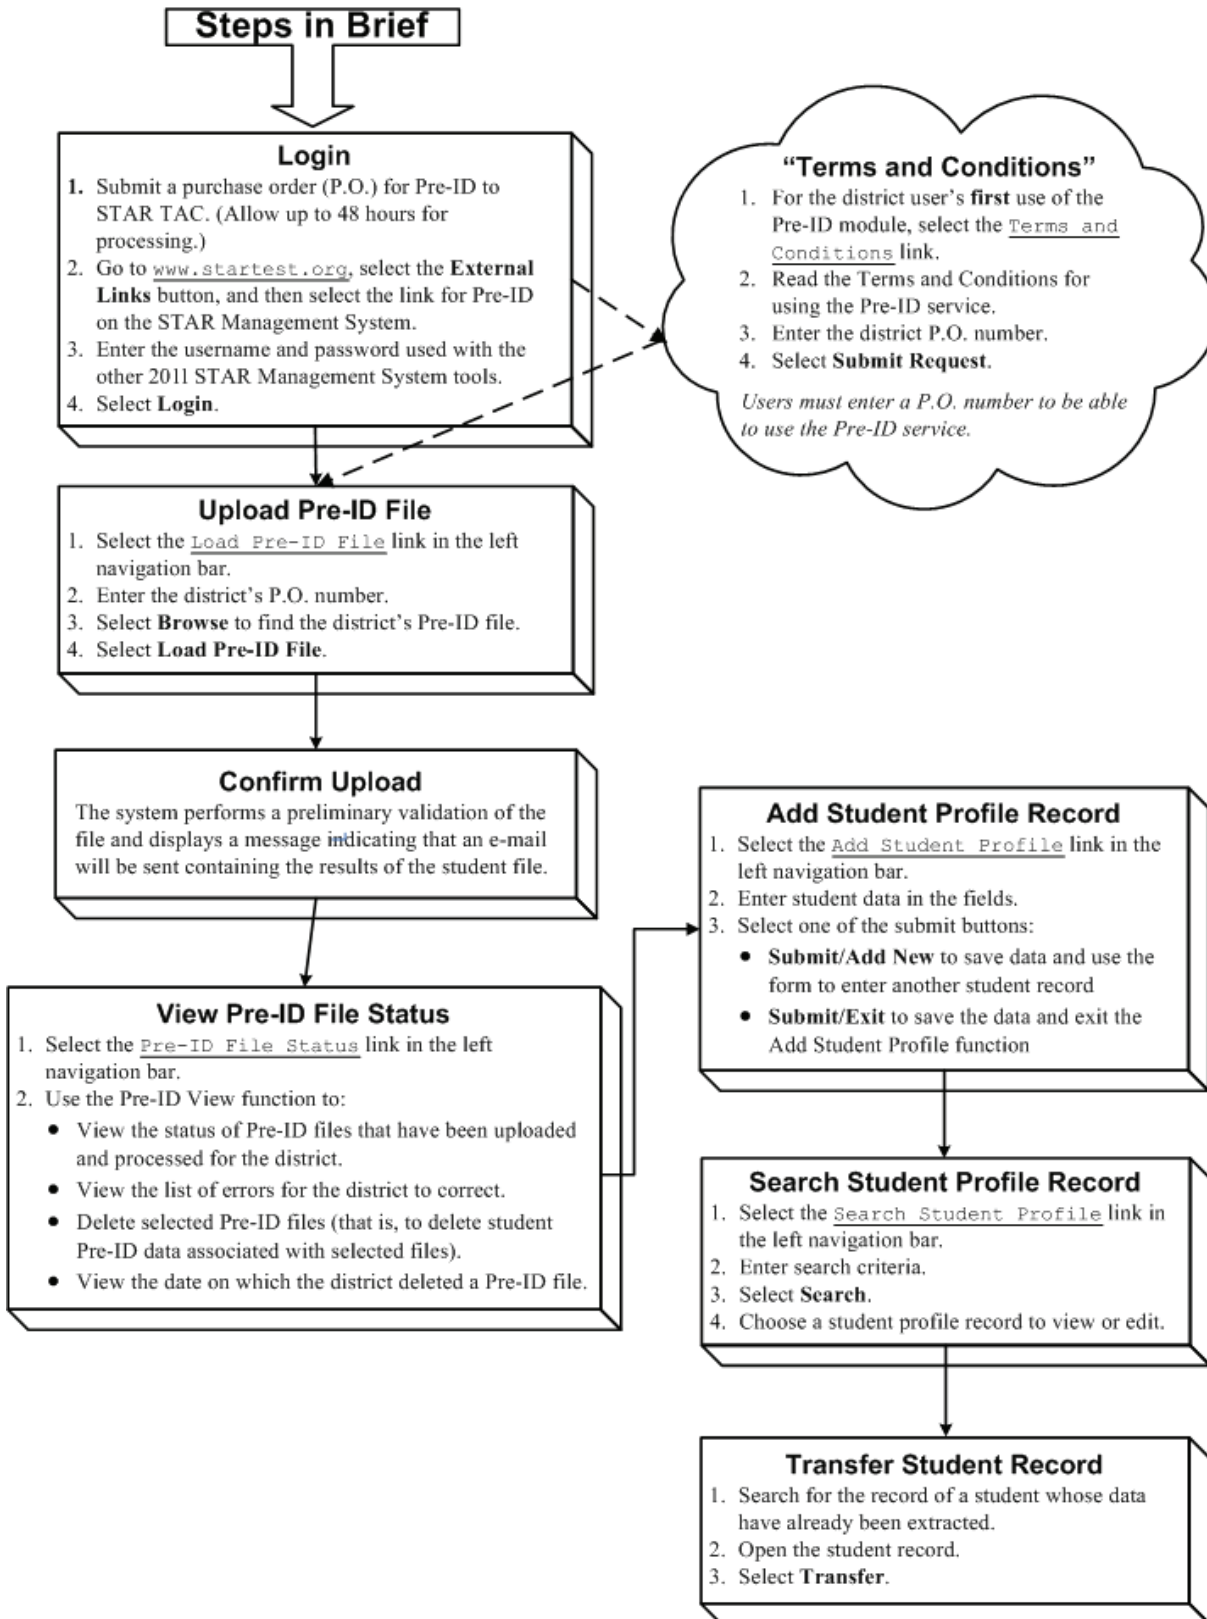 Steps in Brief
Login
1. Submit a purchase order (P.O.) for Pre-ID to
STAR TAC. (Allow up to 48 hours for
processing.)
2. Go to www.startest.org, select the External
Links button, and then select the link for Pre-ID
on the STAR Management System.
3. Enter the username and password used with the
other 2011 STAR Management System tools.
4. Select Login.
“Terms and Conditions”
1. For the district user’s first use of the
Pre-ID module, select the Terms and
Conditions link.
2. Read the Terms and Conditions for
using the Pre-ID service.
3. Enter the district P.O. number.
4. Select Submit Request.
Users must enter a P.O. number to be able
to use the Pre-ID service.
Upload Pre-ID File
1. Select the Load Pre-ID File link in the left
navigation bar.
2. Enter the district’s P.O. number.
3. Select Browse to find the district’s Pre-ID file.
4. Select Load Pre-ID File.
Confirm Upload
The system performs a preliminary validation of the
file and displays a message indicating that an e-mail
will be sent containing the results of the student file.
View Pre-ID File Status
1. Select the Pre-ID File Status link in the left
navigation bar.
2. Use the Pre-ID View function to:
• View the status of Pre-ID files that have been uploaded
and processed for the district.
• View the list of errors for the district to correct.
• Delete selected Pre-ID files (that is, to delete student
Pre-ID data associated with selected files).
• View the date on which the district deleted a Pre-ID file.
Add Student Profile Record
1. Select the Add Student Profile link in the
left navigation bar.
2. Enter student data in the fields.
3. Select one of the submit buttons:
• Submit/Add New to save data and use the
form to enter another student record
• Submit/Exit to save the data and exit the
Add Student Profile function
Search Student Profile Record
1. Select the Search Student Profile link in
the left navigation bar.
2. Enter search criteria.
3. Select Search.
4. Choose a student profile record to view or edit.
Transfer Student Record
1. Search for the record of a student whose data
have already been extracted.
2. Open the student record.
3. Select Transfer.